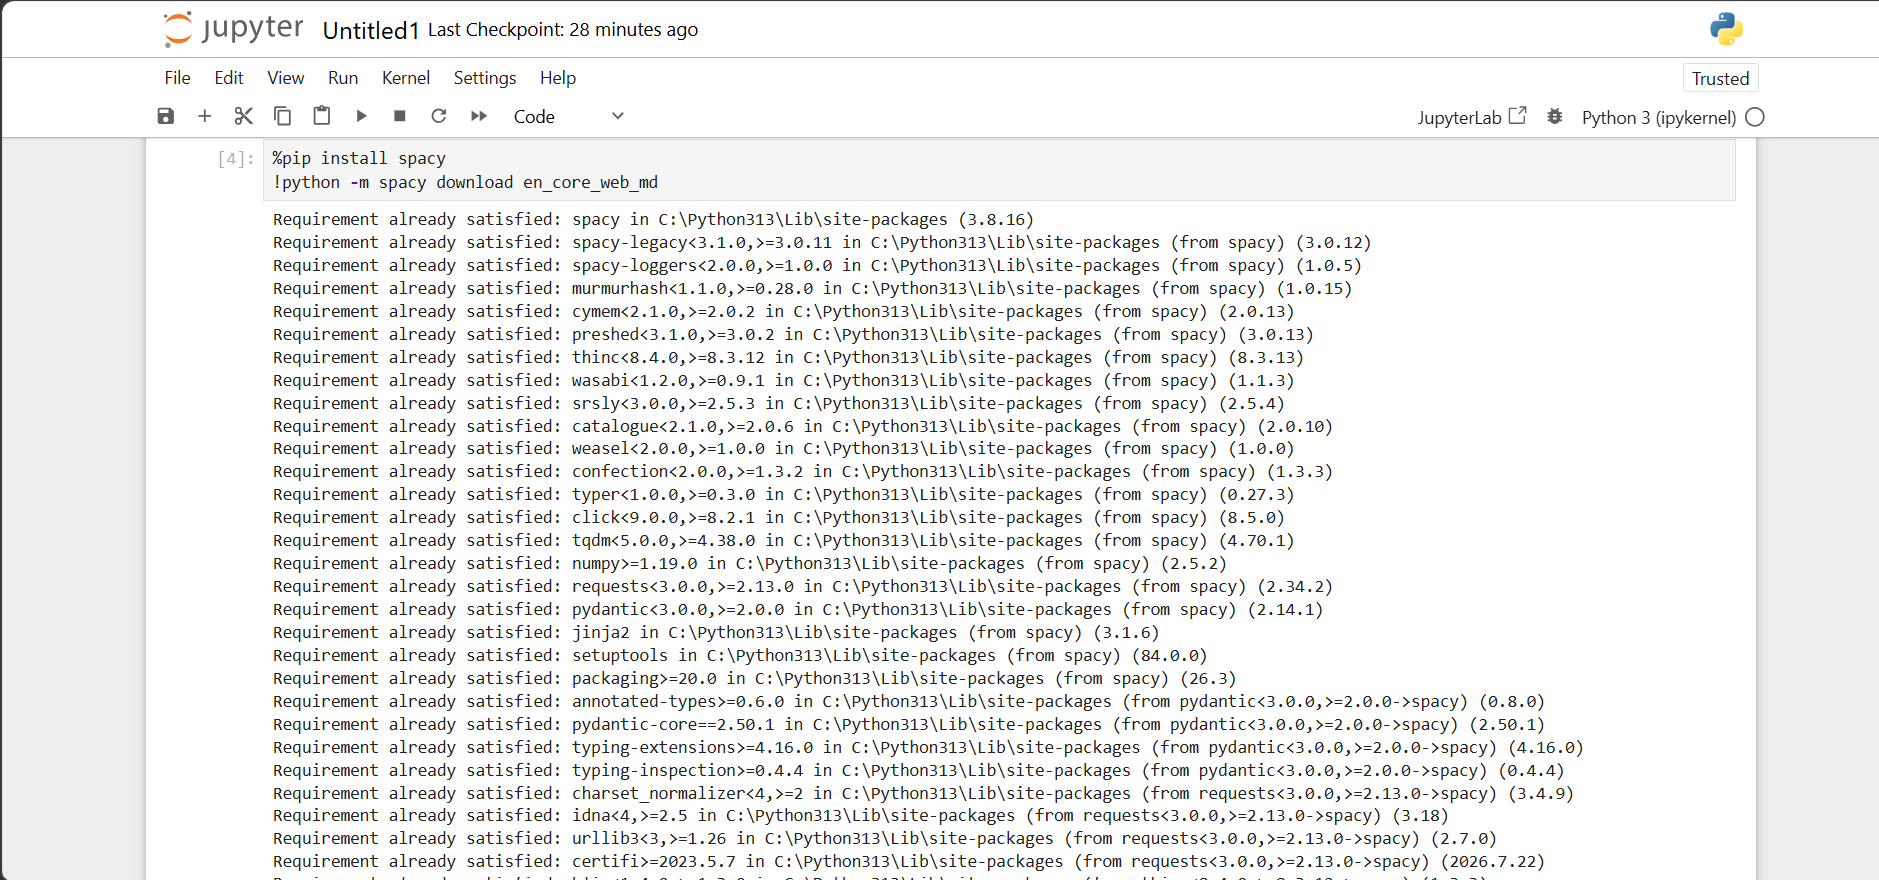 jupyter Untitled1 Last Checkpoint: 28 minutes ago
File Edit View Run Kernel Settings Help Trusted
Code JupyterLab Python 3 (ipykernel)
[4]: %pip install spacy
!python -m spacy download en_core_web_md
Requirement already satisfied: spacy in C:\Python313\Lib\site-packages (3.8.16)
Requirement already satisfied: spacy-legacy<3.1.0,>=3.0.11 in C:\Python313\Lib\site-packages (from spacy) (3.0.12)
Requirement already satisfied: spacy-loggers<2.0.0,>=1.0.0 in C:\Python313\Lib\site-packages (from spacy) (1.0.5)
Requirement already satisfied: murmurhash<1.1.0,>=0.28.0 in C:\Python313\Lib\site-packages (from spacy) (1.0.15)
Requirement already satisfied: cymem<2.1.0,>=2.0.2 in C:\Python313\Lib\site-packages (from spacy) (2.0.13)
Requirement already satisfied: preshed<3.1.0,>=3.0.2 in C:\Python313\Lib\site-packages (from spacy) (3.0.13)
Requirement already satisfied: thinc<8.4.0,>=8.3.12 in C:\Python313\Lib\site-packages (from spacy) (8.3.13)
Requirement already satisfied: wasabi<1.2.0,>=0.9.1 in C:\Python313\Lib\site-packages (from spacy) (1.1.3)
Requirement already satisfied: srsly<3.0.0,>=2.5.3 in C:\Python313\Lib\site-packages (from spacy) (2.5.4)
Requirement already satisfied: catalogue<2.1.0,>=2.0.6 in C:\Python313\Lib\site-packages (from spacy) (2.0.10)
Requirement already satisfied: weasel<2.0.0,>=1.0.0 in C:\Python313\Lib\site-packages (from spacy) (1.0.0)
Requirement already satisfied: confection<2.0.0,>=1.3.2 in C:\Python313\Lib\site-packages (from spacy) (1.3.3)
Requirement already satisfied: typer<1.0.0,>=0.3.0 in C:\Python313\Lib\site-packages (from spacy) (0.27.3)
Requirement already satisfied: click<9.0.0,>=8.2.1 in C:\Python313\Lib\site-packages (from spacy) (8.5.0)
Requirement already satisfied: tqdm<5.0.0,>=4.38.0 in C:\Python313\Lib\site-packages (from spacy) (4.70.1)
Requirement already satisfied: numpy>=1.19.0 in C:\Python313\Lib\site-packages (from spacy) (2.5.2)
Requirement already satisfied: requests<3.0.0,>=2.13.0 in C:\Python313\Lib\site-packages (from spacy) (2.34.2)
Requirement already satisfied: pydantic<3.0.0,>=2.0.0 in C:\Python313\Lib\site-packages (from spacy) (2.14.1)
Requirement already satisfied: jinja2 in C:\Python313\Lib\site-packages (from spacy) (3.1.6)
Requirement already satisfied: setuptools in C:\Python313\Lib\site-packages (from spacy) (84.0.0)
Requirement already satisfied: packaging>=20.0 in C:\Python313\Lib\site-packages (from spacy) (26.3)
Requirement already satisfied: annotated-types>=0.6.0 in C:\Python313\Lib\site-packages (from pydantic<3.0.0,>=2.0.0->spacy) (0.8.0)
Requirement already satisfied: pydantic-core==2.50.1 in C:\Python313\Lib\site-packages (from pydantic<3.0.0,>=2.0.0->spacy) (2.50.1)
Requirement already satisfied: typing-extensions>=4.16.0 in C:\Python313\Lib\site-packages (from pydantic<3.0.0,>=2.0.0->spacy) (4.16.0)
Requirement already satisfied: typing-inspection>=0.4.4 in C:\Python313\Lib\site-packages (from pydantic<3.0.0,>=2.0.0->spacy) (0.4.4)
Requirement already satisfied: charset_normalizer<4,>=2 in C:\Python313\Lib\site-packages (from requests<3.0.0,>=2.13.0->spacy) (3.4.9)
Requirement already satisfied: idna<4,>=2.5 in C:\Python313\Lib\site-packages (from requests<3.0.0,>=2.13.0->spacy) (3.18)
Requirement already satisfied: urllib3<3,>=1.26 in C:\Python313\Lib\site-packages (from requests<3.0.0,>=2.13.0->spacy) (2.7.0)
Requirement already satisfied: certifi>=2023.5.7 in C:\Python313\Lib\site-packages (from requests<3.0.0,>=2.13.0->spacy) (2026.7.22)